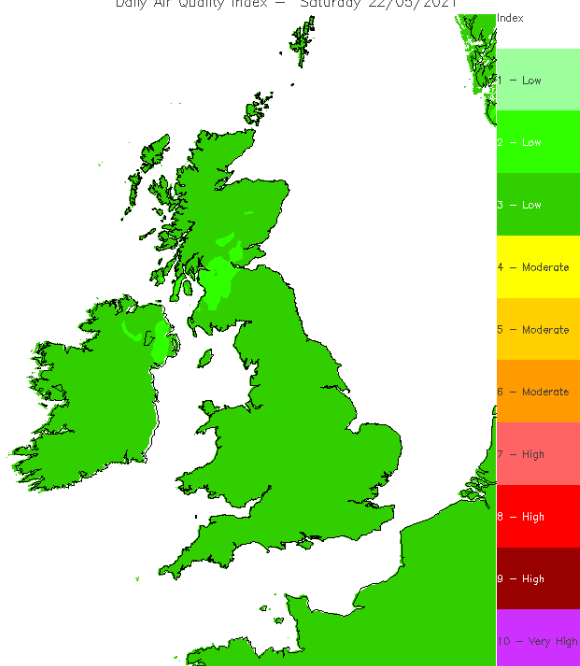 Daily Air Quality Index - Saturday 22/05/2021
Index
1 - Low
2 - Low
3 - Low
4 - Moderate
5 - Moderate
6 - Moderate
7 - High
8 - High
9 - High
10 - Very High